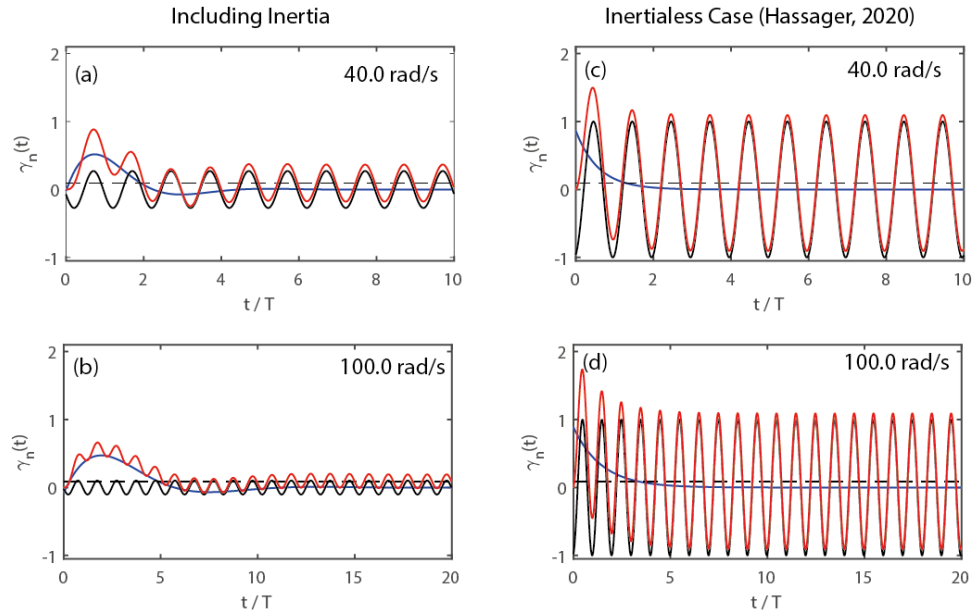 Including Inertia
Inertialess Case (Hassager, 2020)
(a)
40.0 rad/s
2
1
0
-1
γn(t)
0 2 4 6 8 10
t / T
(c)
40.0 rad/s
2
1
0
-1
γn(t)
0 2 4 6 8 10
t / T
(b)
100.0 rad/s
2
1
0
-1
γn(t)
0 5 10 15 20
t / T
(d)
100.0 rad/s
2
1
0
-1
γn(t)
0 5 10 15 20
t / T